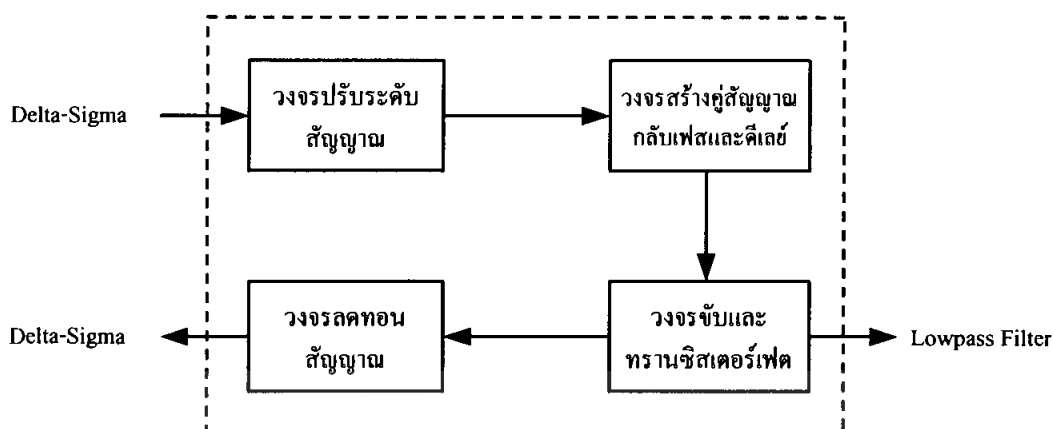 Delta-Sigma
วงจรปรับระดับ
สัญญาณ
วงจรสร้างคู่สัญญาณ
กลับเฟสและดีเลย์
Delta-Sigma
วงจรลดทอน
สัญญาณ
วงจรขับและ
ทรานซิสเตอร์เฟต
Lowpass Filter